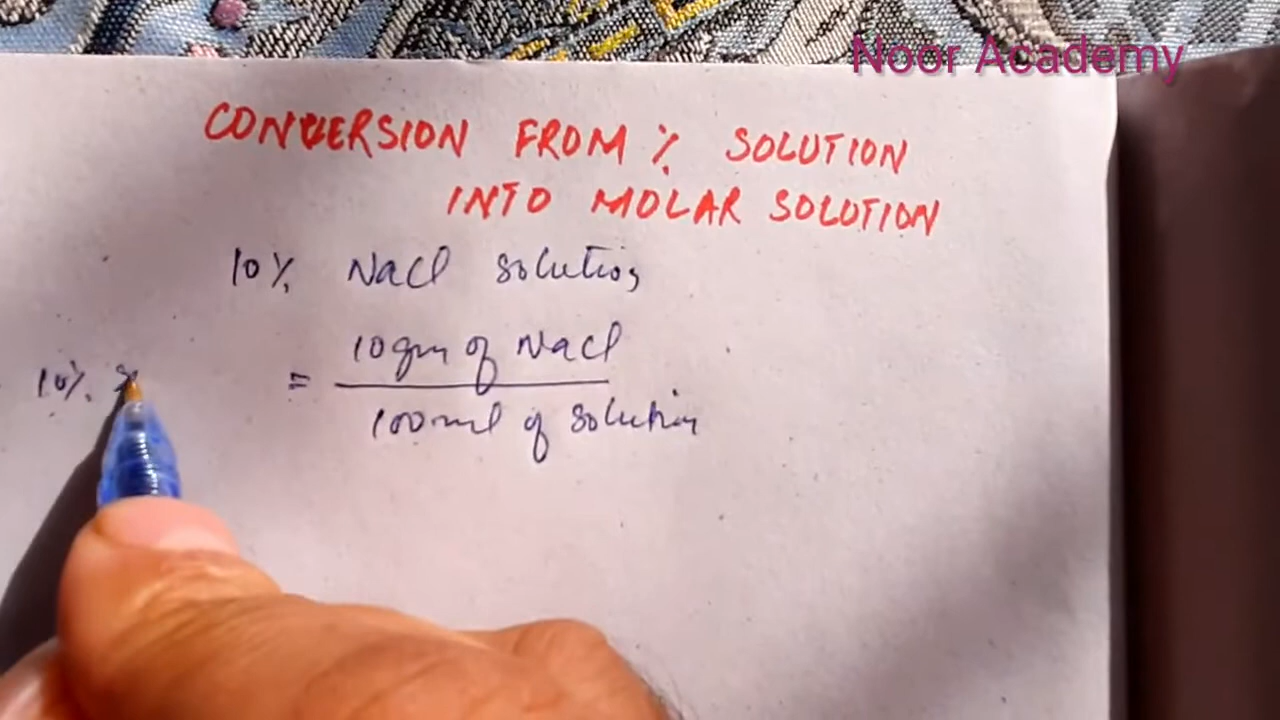 Noor Academy
CONVERSION FROM % SOLUTION
INTO MOLAR SOLUTION
10% NaCl solution
10gm of NaCl
10% =
100ml of solution